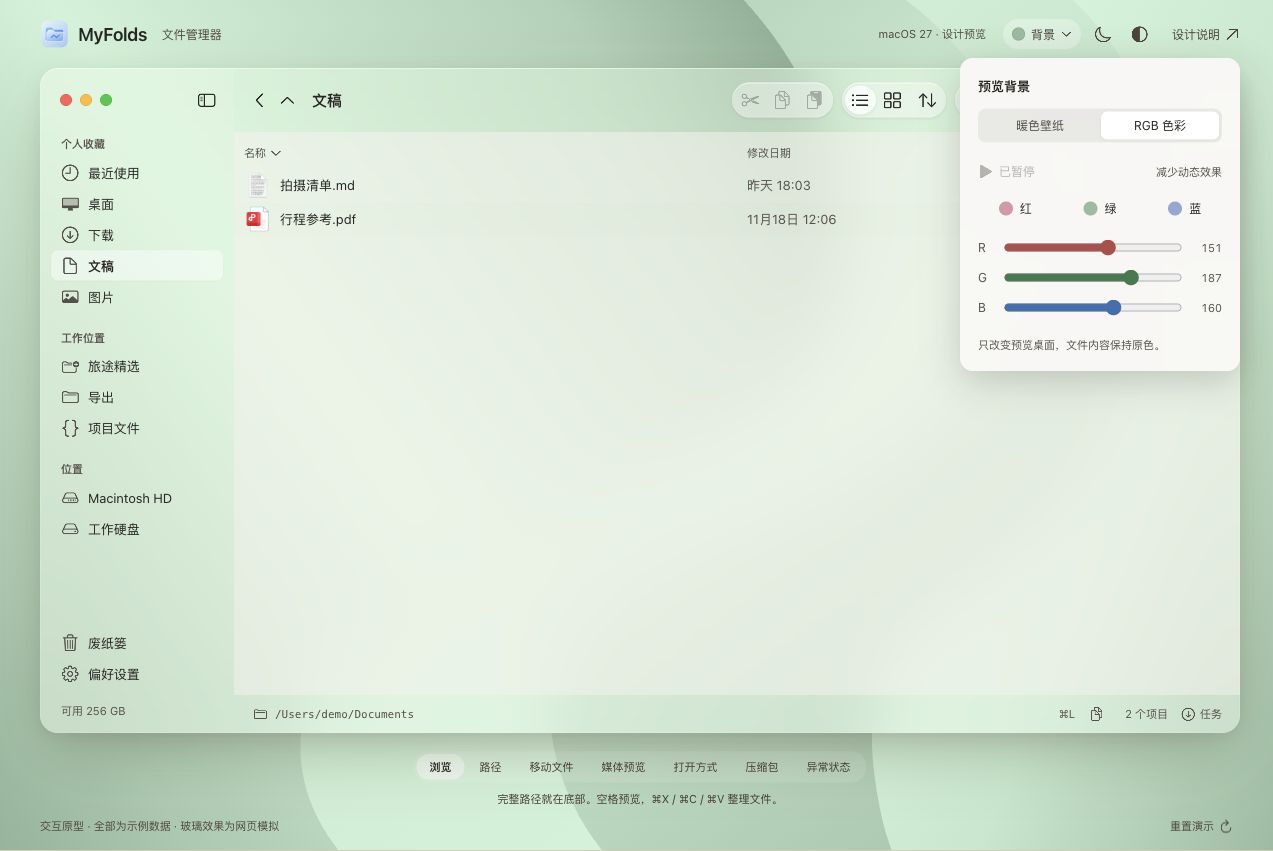 MyFolds 文件管理器
macOS 27 · 设计预览 背景 设计说明
文稿
预览背景
暖色壁纸 RGB 色彩
已暂停 减少动态效果
红 绿 蓝
R 151
G 187
B 160
只改变预览桌面，文件内容保持原色。
个人收藏
最近使用
桌面
下载
文稿
图片
工作位置
旅途精选
导出
项目文件
位置
Macintosh HD
工作硬盘
废纸篓
偏好设置
可用 256 GB
名称 修改日期
拍摄清单.md 昨天 18:03
行程参考.pdf 11月18日 12:06
/Users/demo/Documents
⌘L 2 个项目 任务
浏览 路径 移动文件 媒体预览 打开方式 压缩包 异常状态
完整路径就在底部。空格预览，⌘X / ⌘C / ⌘V 整理文件。
交互原型 · 全部为示例数据 · 玻璃效果为网页模拟
重置演示